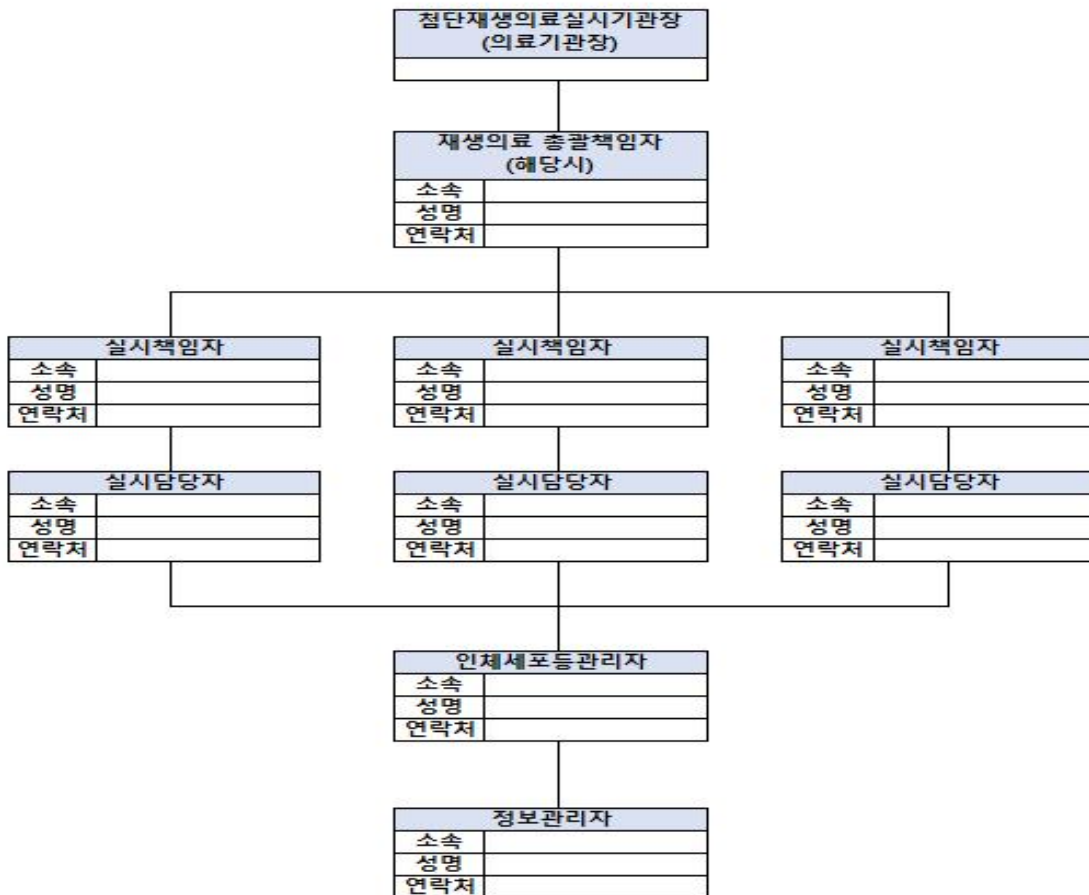 첨단재생의료실시기관장
(의료기관장)
재생의료 총괄책임자
(해당시)
소속
성명
연락처
실시책임자
소속
성명
연락처
실시책임자
소속
성명
연락처
실시책임자
소속
성명
연락처
실시담당자
소속
성명
연락처
실시담당자
소속
성명
연락처
실시담당자
소속
성명
연락처
인체세포등관리자
소속
성명
연락처
정보관리자
소속
성명
연락처